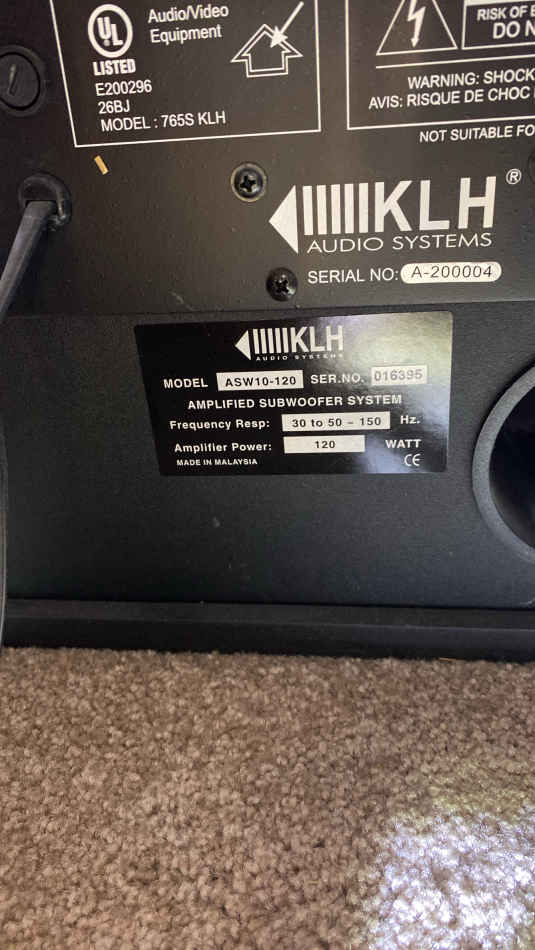 UL
Audio/Video
Equipment
LISTED
E200296
26BJ
MODEL : 765S KLH
RISK OF
DO
WARNING: SHOCK
AVIS: RISQUE DE CHOC
NOT SUITABLE
KLH®
AUDIO SYSTEMS
SERIAL NO: A-200004
KLH
AUDIO SYSTEMS
MODEL ASW10-120 SER.NO. 016395
AMPLIFIED SUBWOOFER SYSTEM
Frequency Resp: 30 to 50 – 150 Hz.
Amplifier Power: 120 WATT
MADE IN MALAYSIA CE